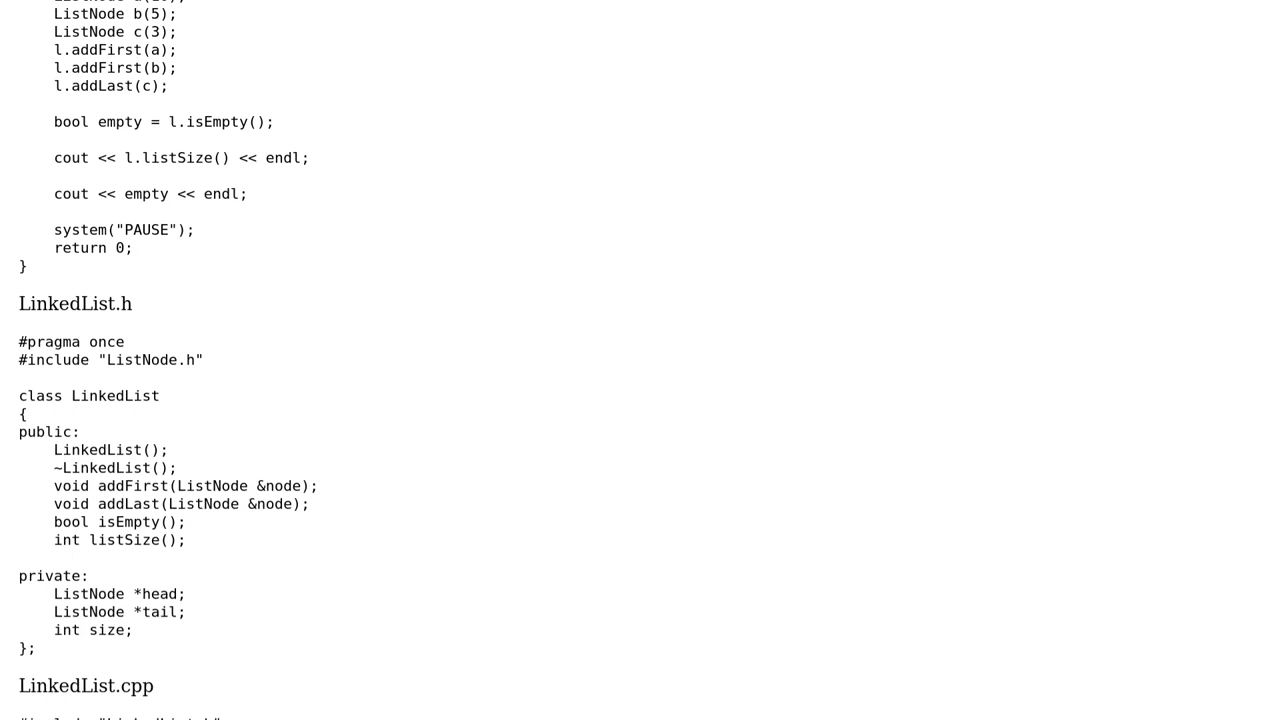 ListNode b(5);
    ListNode c(3);
    l.addFirst(a);
    l.addFirst(b);
    l.addLast(c);

    bool empty = l.isEmpty();

    cout << l.listSize() << endl;

    cout << empty << endl;

    system("PAUSE");
    return 0;
}

LinkedList.h

#pragma once
#include "ListNode.h"

class LinkedList
{
public:
    LinkedList();
    ~LinkedList();
    void addFirst(ListNode &node);
    void addLast(ListNode &node);
    bool isEmpty();
    int listSize();

private:
    ListNode *head;
    ListNode *tail;
    int size;
};

LinkedList.cpp